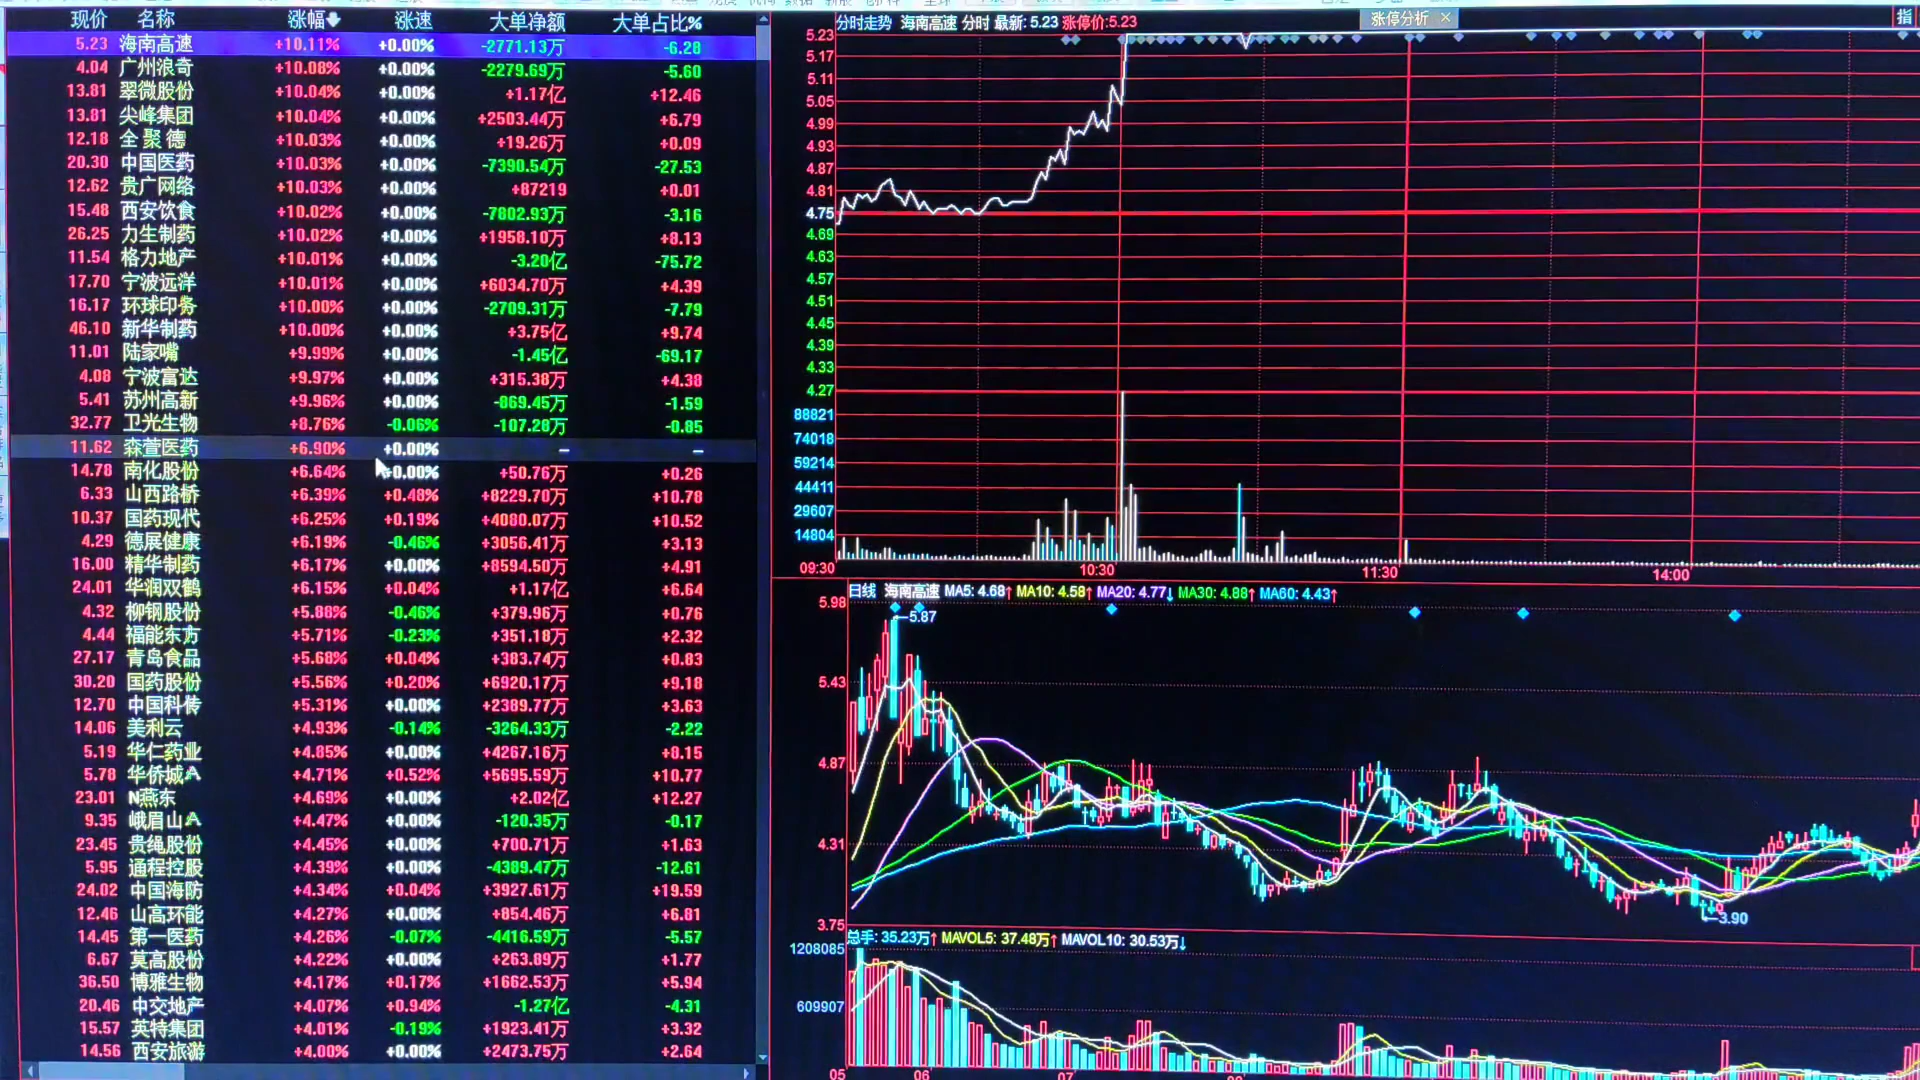 现价 名称 涨幅 涨速 大单净额 大单占比%
5.23 海南高速 +10.11% +0.00% -2771.13万 -6.28
4.04 广州浪奇 +10.08% +0.00% -2279.69万 -5.60
13.81 翠微股份 +10.04% +0.00% +1.17亿 +12.46
13.81 尖峰集团 +10.04% +0.00% +2503.44万 +6.79
12.18 全聚德 +10.03% +0.00% +19.26万 +0.09
20.30 中国医药 +10.03% +0.00% -7390.54万 -27.53
12.62 贵广网络 +10.03% +0.00% +87219 +0.01
15.48 西安饮食 +10.02% +0.00% -7802.93万 -3.16
26.25 力生制药 +10.02% +0.00% +1958.10万 +8.13
11.54 格力地产 +10.01% +0.00% -3.20亿 -75.72
17.70 宁波远洋 +10.01% +0.00% +6034.70万 +4.39
16.17 环球印务 +10.00% +0.00% -2709.31万 -7.79
46.10 新华制药 +10.00% +0.00% +3.75亿 +9.74
11.01 陆家嘴 +9.99% +0.00% -1.45亿 -69.17
4.08 宁波富达 +9.97% +0.00% +315.38万 +4.38
5.41 苏州高新 +9.96% +0.00% -869.45万 -1.59
32.77 卫光生物 +8.76% -0.06% -107.28万 -0.85
11.62 森萱医药 +6.90% +0.00% — —
14.78 南化股份 +6.64% +0.00% +50.76万 +0.26
6.33 山西路桥 +6.39% +0.48% +8229.70万 +10.78
10.37 国药现代 +6.25% +0.19% +4080.07万 +10.52
4.29 德展健康 +6.19% -0.46% +3056.41万 +3.13
16.00 精华制药 +6.17% +0.00% +8594.50万 +4.91
24.01 华润双鹤 +6.15% +0.04% +1.17亿 +6.64
4.32 柳钢股份 +5.88% -0.46% +379.96万 +0.76
4.44 福能东方 +5.71% -0.23% +351.18万 +2.32
27.17 青岛食品 +5.68% +0.04% +383.74万 +0.83
30.20 国药股份 +5.56% +0.20% +6920.17万 +9.18
12.70 中国科传 +5.31% +0.00% +2389.77万 +3.63
14.06 美利云 +4.93% -0.14% -3264.33万 -2.22
5.19 华仁药业 +4.85% +0.00% +4267.16万 +8.15
5.78 华侨城A +4.71% +0.52% +5695.59万 +10.77
23.01 N燕东 +4.69% +0.00% +2.02亿 +12.27
9.35 峨眉山A +4.47% +0.00% -120.35万 -0.17
23.45 贵绳股份 +4.45% +0.00% +700.71万 +1.63
5.95 通程控股 +4.39% +0.00% -4389.47万 -12.61
24.02 中国海防 +4.34% +0.04% +3927.61万 +19.59
12.46 山高环能 +4.27% +0.00% +854.46万 +6.81
14.45 第一医药 +4.26% -0.07% -4416.59万 -5.57
6.67 莫高股份 +4.22% +0.00% +263.89万 +1.77
36.50 博雅生物 +4.17% +0.17% +1662.53万 +5.94
20.46 中交地产 +4.07% +0.94% -1.27亿 -4.31
15.57 英特集团 +4.01% -0.19% +1923.41万 +3.32
14.56 西安旅游 +4.00% +0.00% +2473.75万 +2.64
分时走势 海南高速 分时 最新: 5.23 涨停价:5.23 涨停分析 × 指
5.23
5.17
5.11
5.05
4.99
4.93
4.87
4.81
4.75
4.69
4.63
4.57
4.51
4.45
4.39
4.33
4.27
88821
74018
59214
44411
29607
14804
09:30 10:30 11:30 14:00
日线 海南高速 MA5: 4.68↑ MA10: 4.58↑ MA20: 4.77↓ MA30: 4.88↑ MA60: 4.43↑
5.98
5.87
5.43
4.87
4.31
3.90
3.75
总手: 35.23万↑ MAVOL5: 37.48万↑ MAVOL10: 30.53万↓
1208085
609907
05 06 07